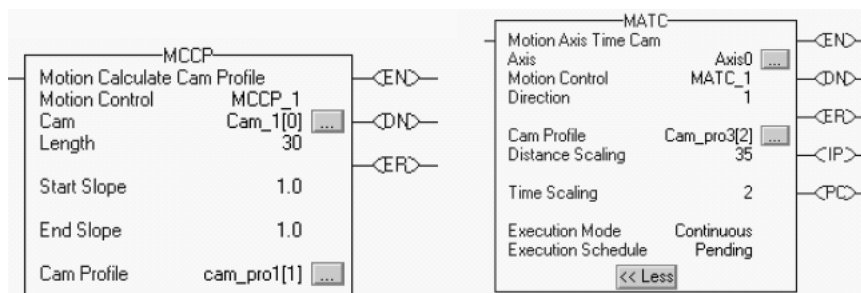 MCCP
Motion Calculate Cam Profile
Motion Control MCCP_1
Cam Cam_1[0] ...
Length 30
Start Slope 1.0
End Slope 1.0
Cam Profile cam_pro1[1] ...
EN
DN
ER
MATC
Motion Axis Time Cam
Axis Axis0 ...
Motion Control MATC_1
Direction 1
Cam Profile Cam_pro3[2] ...
Distance Scaling 35
Time Scaling 2
Execution Mode Continuous
Execution Schedule Pending
<< Less
EN
DN
ER
IP
PC